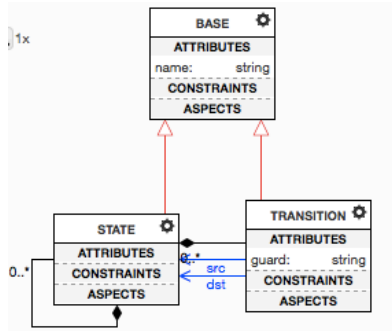 1x
BASE
ATTRIBUTES
name: string
CONSTRAINTS
ASPECTS
STATE
ATTRIBUTES
CONSTRAINTS
ASPECTS
0..*
0..*
src
dst
TRANSITION
ATTRIBUTES
guard: string
CONSTRAINTS
ASPECTS